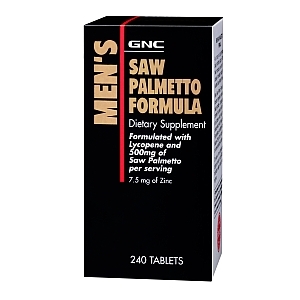 MEN'S
GNC
SAW
PALMETTO
FORMULA
Dietary Supplement
Formulated with
Lycopene and
500mg of
Saw Palmetto
per serving
7.5 mg of Zinc
240 TABLETS